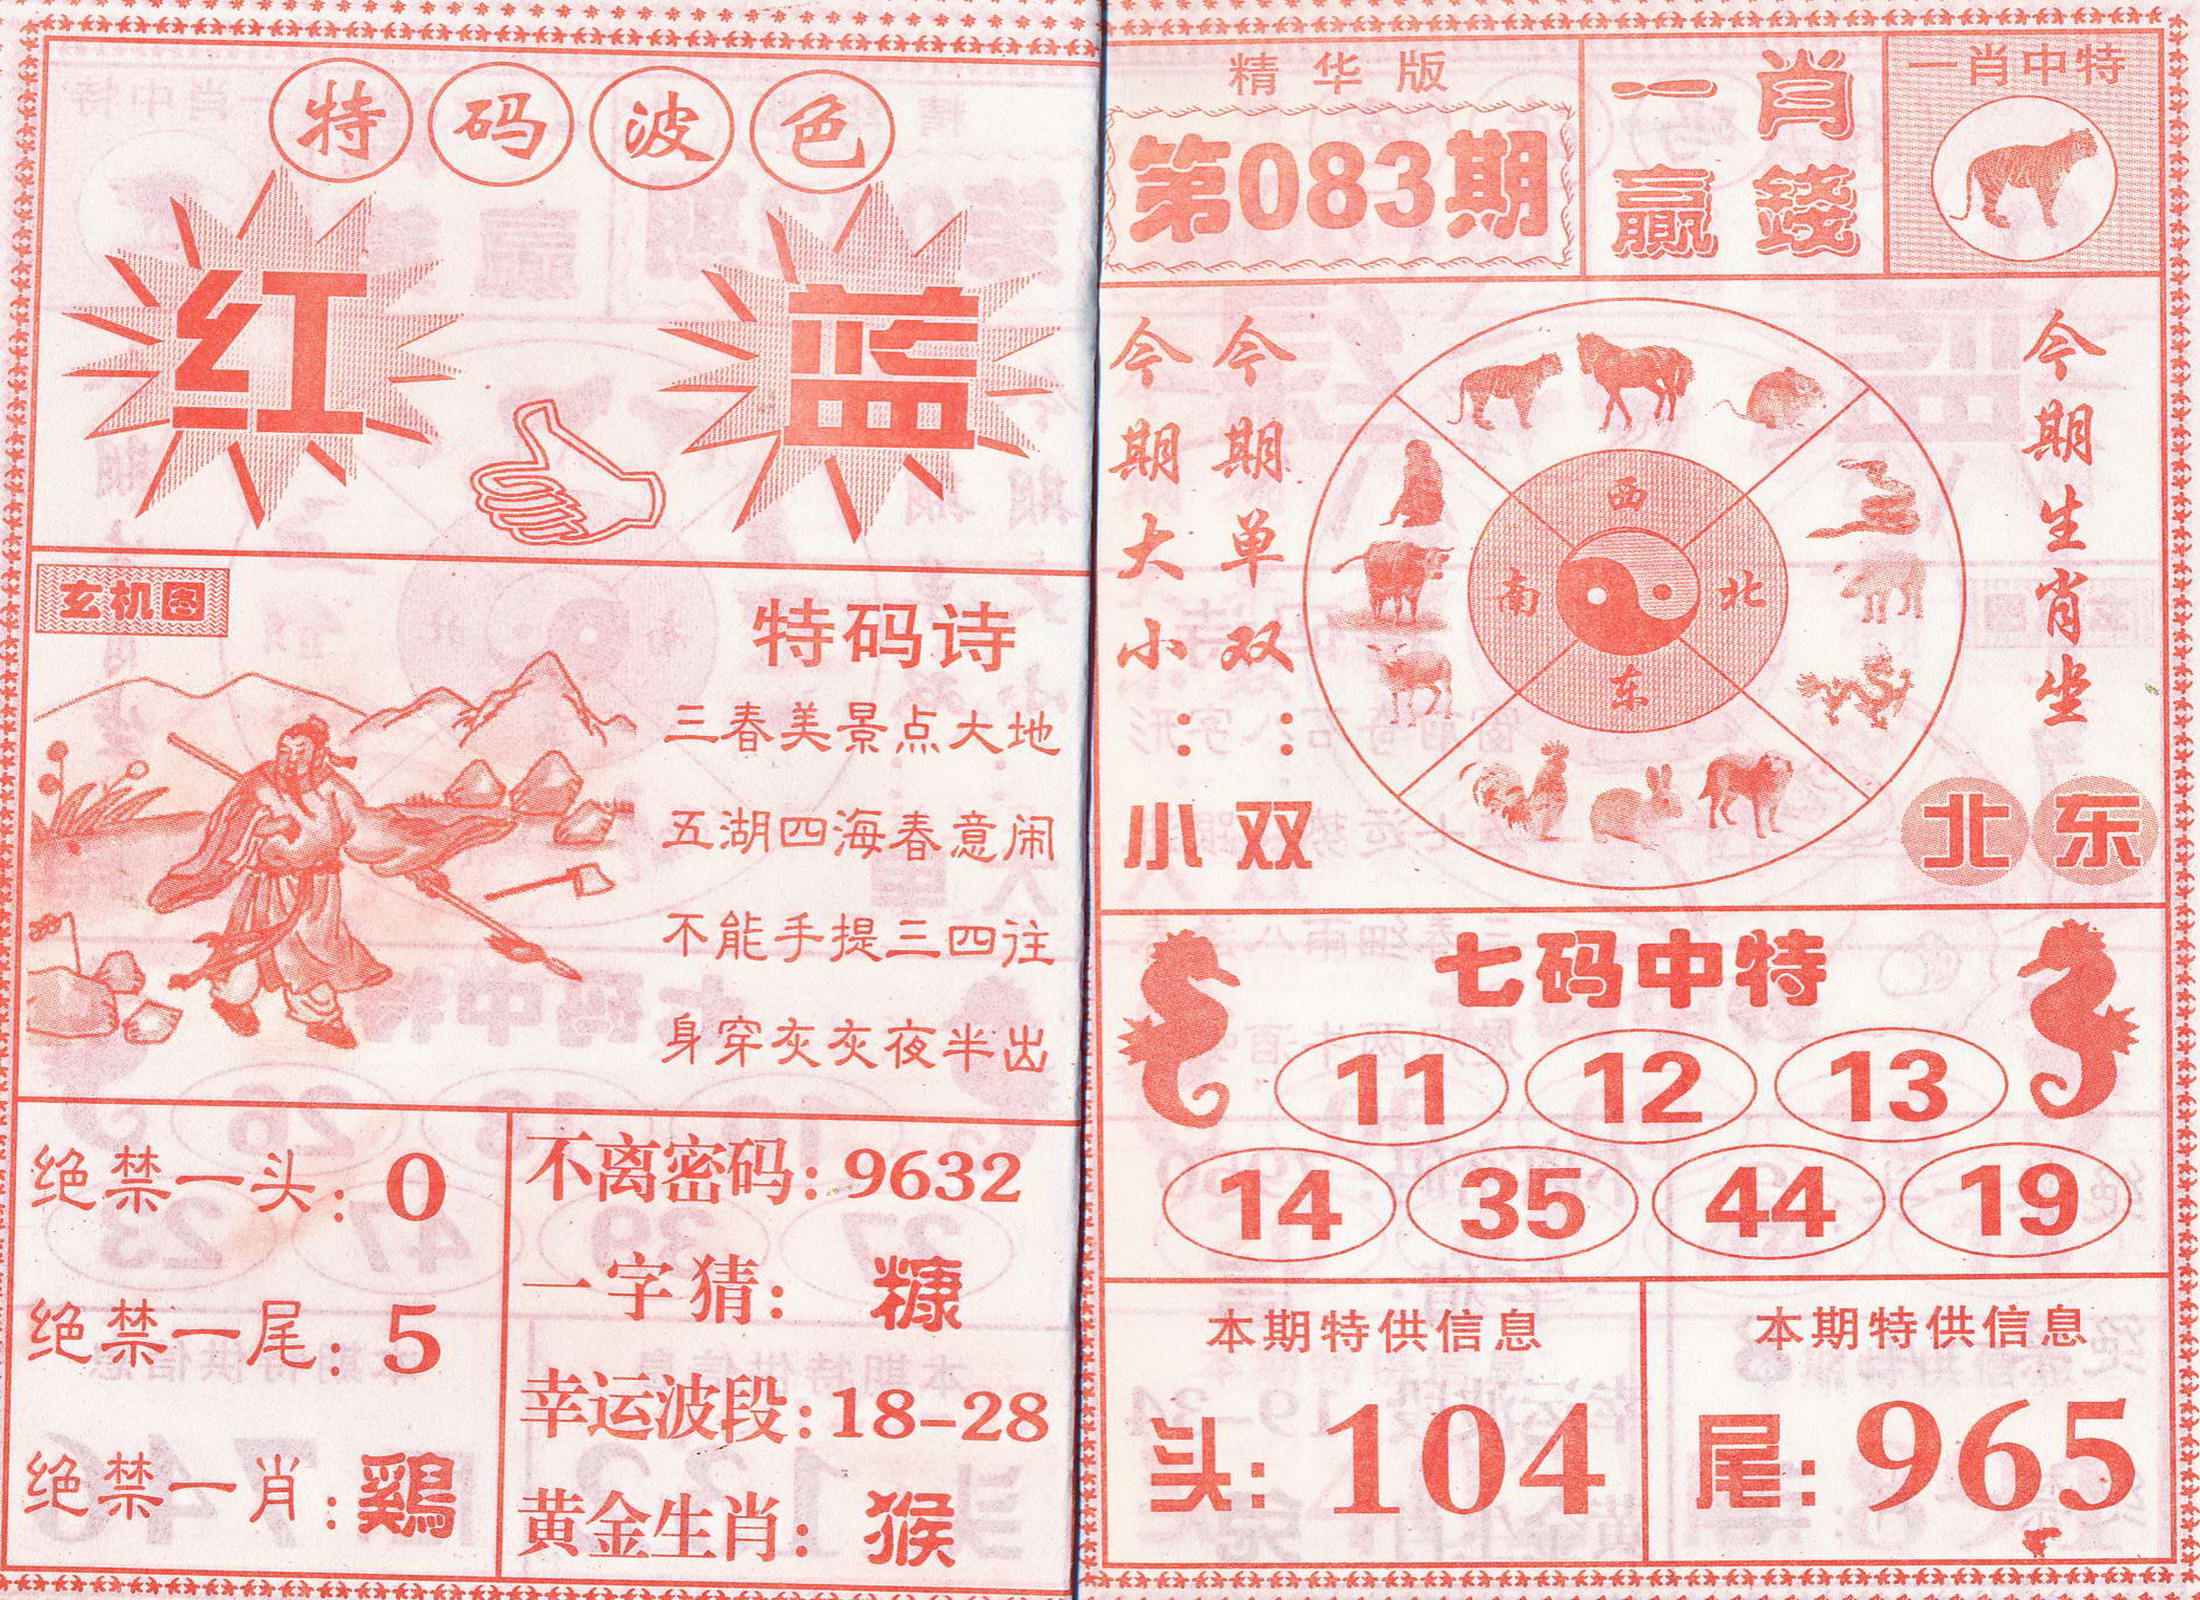 特码波色
红 蓝
玄机图
特码诗
三春美景点大地
五湖四海春意闹
不能手提三四往
身穿灰灰夜半出
绝禁一头：0
绝禁一尾：5
绝禁一肖：鷄
不离密码：9632
一字猜：糠
幸运波段：18-28
黄金生肖：猴
精华版
第083期
一肖
赢錢
一肖中特
今期大小：小
今期单双：双
西
南
北
东
今期生肖坐
北东
七码中特
11 12 13
14 35 44 19
本期特供信息
头：104
本期特供信息
尾：965